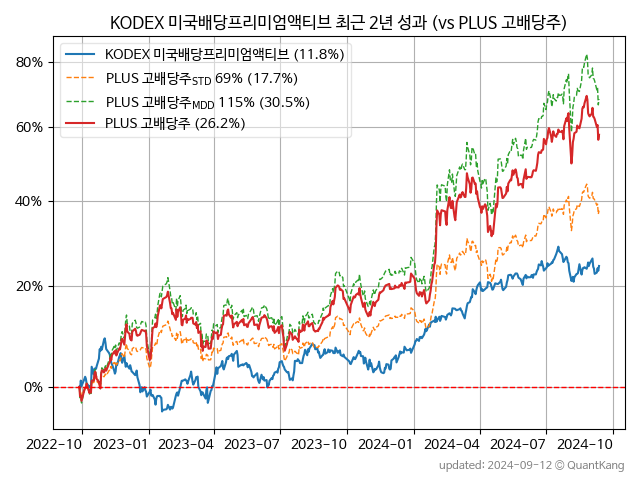 KODEX 미국배당프리미엄액티브 최근 2년 성과 (vs PLUS 고배당주)
KODEX 미국배당프리미엄액티브 (11.8%)
PLUS 고배당주STD 69% (17.7%)
PLUS 고배당주MDD 115% (30.5%)
PLUS 고배당주 (26.2%)
80%
60%
40%
20%
0%
2022-10 2023-01 2023-04 2023-07 2023-10 2024-01 2024-04 2024-07 2024-10
updated: 2024-09-12 © QuantKang